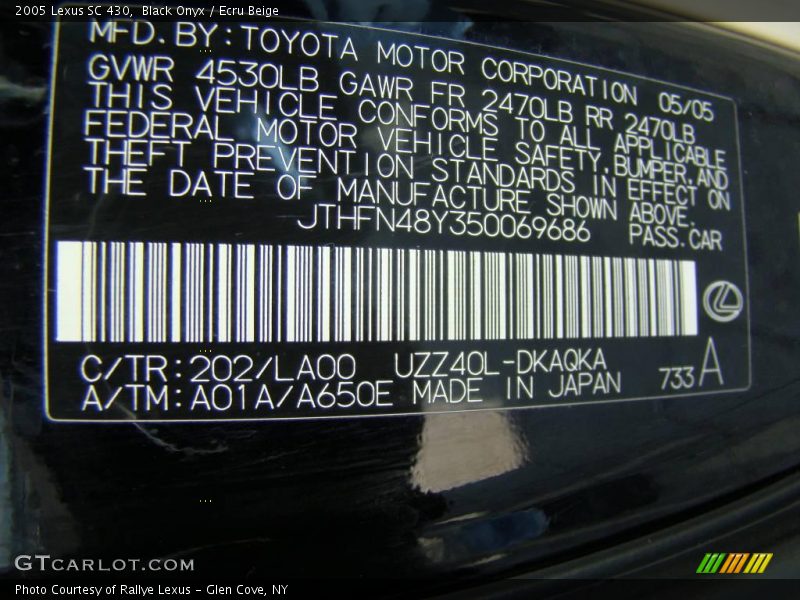 2005 Lexus SC 430, Black Onyx / Ecru Beige
MFD. BY: TOYOTA MOTOR CORPORATION 05/05
GVWR 4530LB GAWR FR 2470LB RR 2470LB
THIS VEHICLE CONFORMS TO ALL APPLICABLE
FEDERAL MOTOR VEHICLE SAFETY, BUMPER, AND
THEFT PREVENTION STANDARDS IN EFFECT ON
THE DATE OF MANUFACTURE SHOWN ABOVE.
JTHFN48Y350069686 PASS. CAR
C/TR: 202/LA00 UZZ40L-DKAQKA
A/TM: A01A/A650E MADE IN JAPAN 733 A
GTCARLOT.COM
Photo Courtesy of Rallye Lexus - Glen Cove, NY